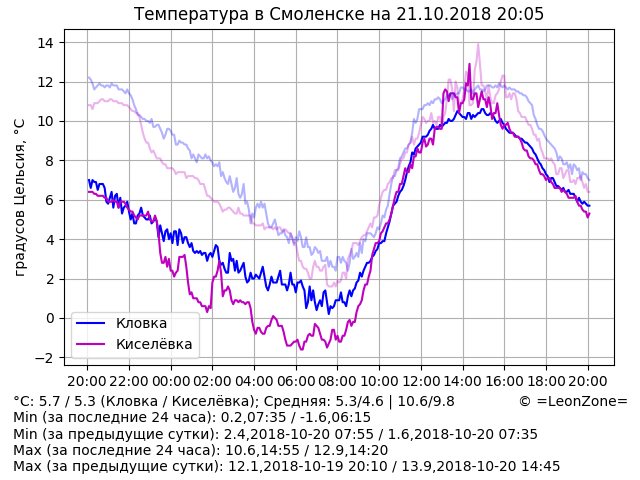 Температура в Смоленске на 21.10.2018 20:05
градусов Цельсия, °C
14
12
10
8
6
4
2
0
−2
Кловка
Киселёвка
20:00 22:00 00:00 02:00 04:00 06:00 08:00 10:00 12:00 14:00 16:00 18:00 20:00
°C: 5.7 / 5.3 (Кловка / Киселёвка); Средняя: 5.3/4.6 | 10.6/9.8 © =LeonZone=
Min (за последние 24 часа): 0.2,07:35 / -1.6,06:15
Min (за предыдущие сутки): 2.4,2018-10-20 07:55 / 1.6,2018-10-20 07:35
Max (за последние 24 часа): 10.6,14:55 / 12.9,14:20
Max (за предыдущие сутки): 12.1,2018-10-19 20:10 / 13.9,2018-10-20 14:45